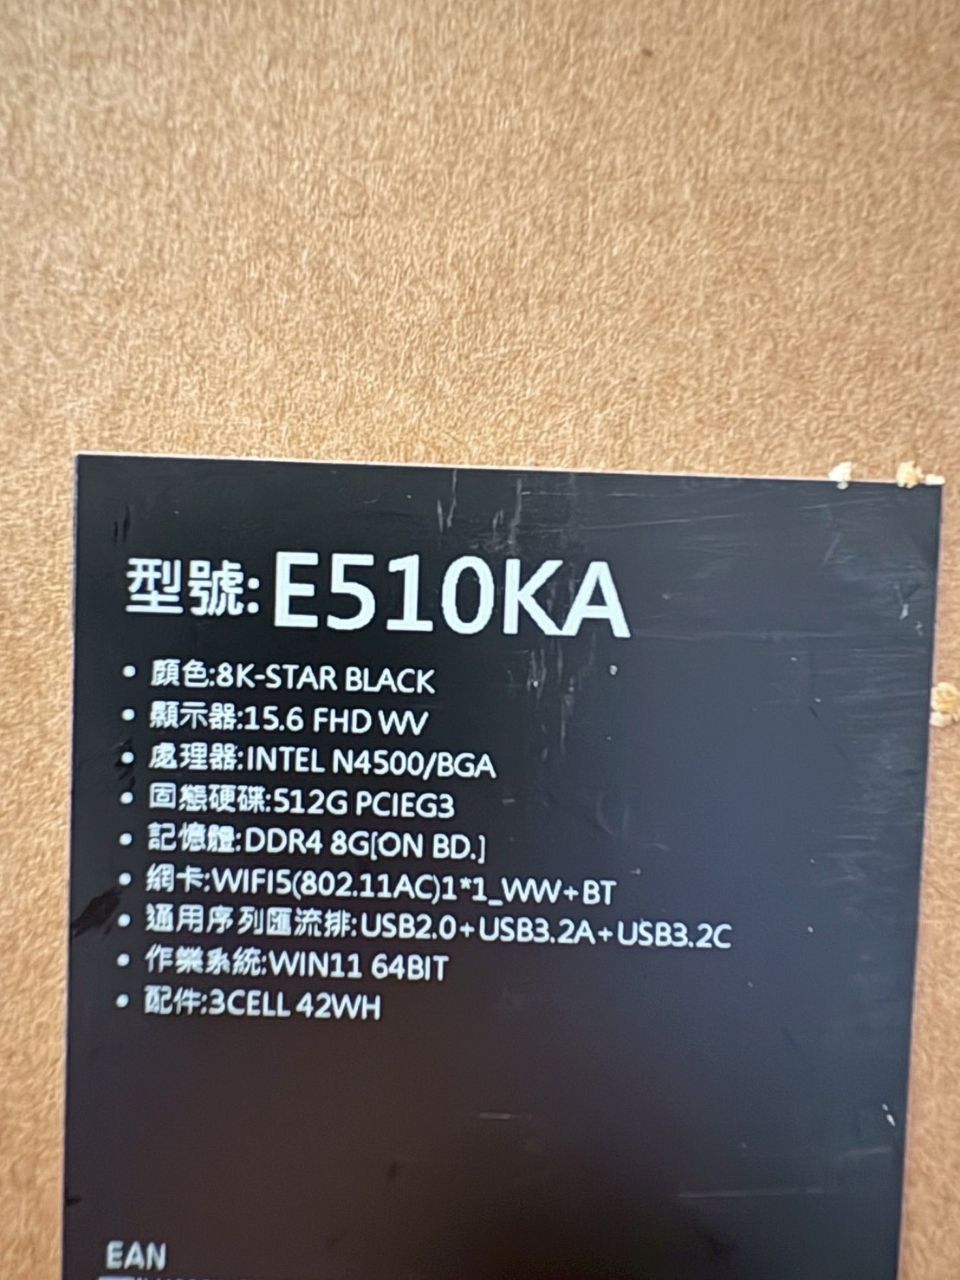 型號:E510KA
• 顏色:8K-STAR BLACK
• 顯示器:15.6 FHD WV
• 處理器:INTEL N4500/BGA
• 固態硬碟:512G PCIEG3
• 記憶體:DDR4 8G[ON BD.]
• 網卡:WIFI5(802.11AC)1*1_WW+BT
• 通用序列匯流排:USB2.0+USB3.2A+USB3.2C
• 作業系統:WIN11 64BIT
• 配件:3CELL 42WH
EAN